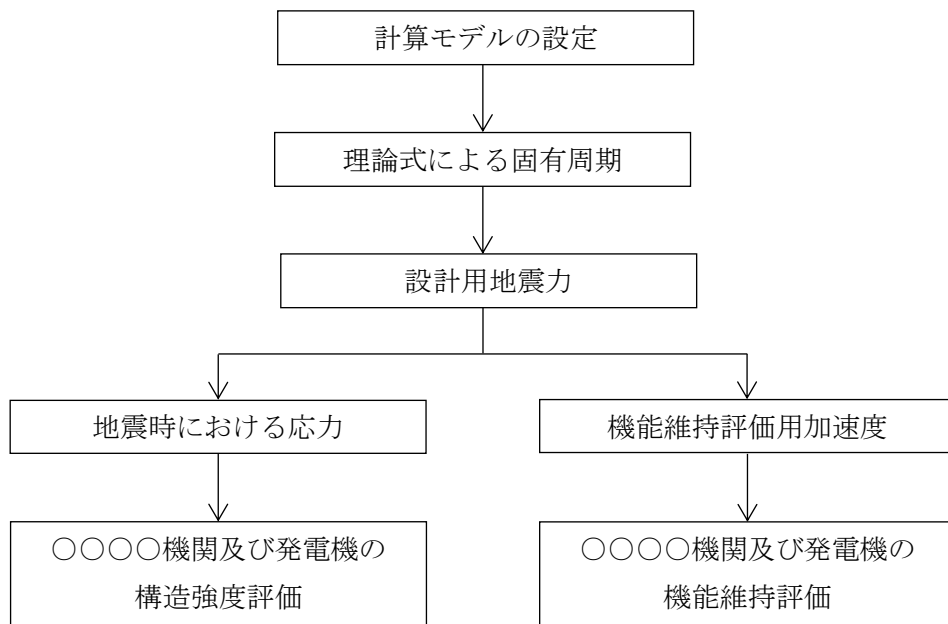 計算モデルの設定
理論式による固有周期
設計用地震力
地震時における応力
機能維持評価用加速度
○○○○機関及び発電機の
構造強度評価
○○○○機関及び発電機の
機能維持評価